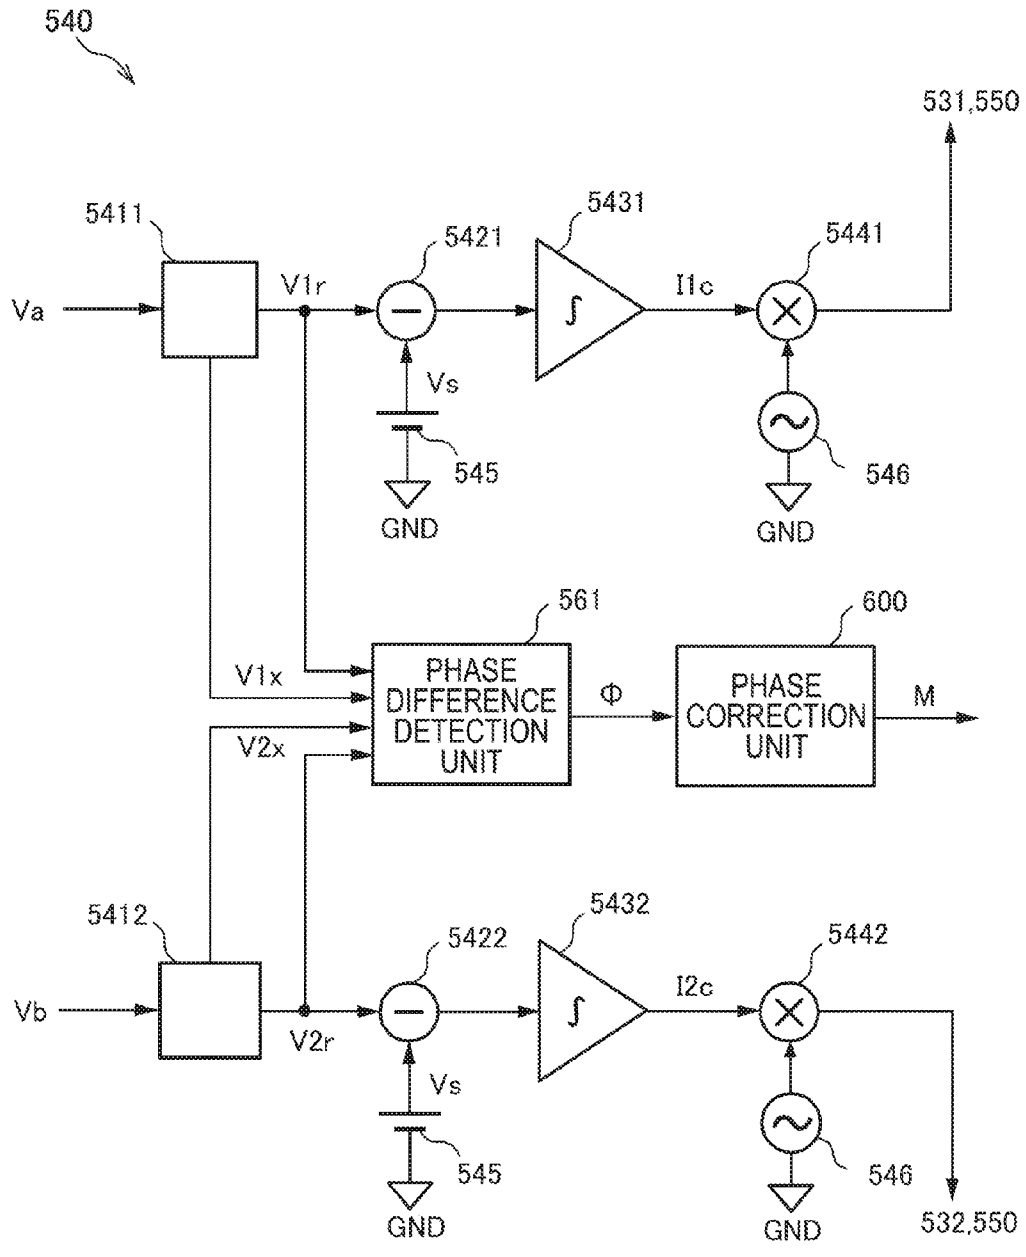 540
531,550
5411
5421
5431
5441
Va
V1r
I1c
Vs
545
546
GND
GND
561
600
V1x
V2x
PHASE
DIFFERENCE
DETECTION
UNIT
Φ
PHASE
CORRECTION
UNIT
M
5412
5422
5432
5442
Vb
V2r
I2c
Vs
545
546
GND
GND
532,550